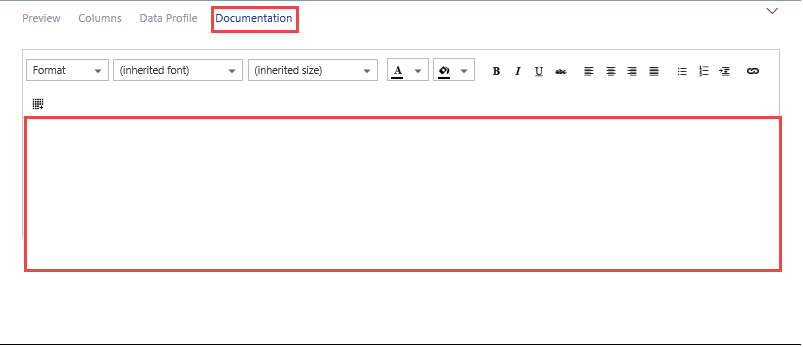 Preview Columns Data Profile Documentation
Format (inherited font) (inherited size) A B I U abc